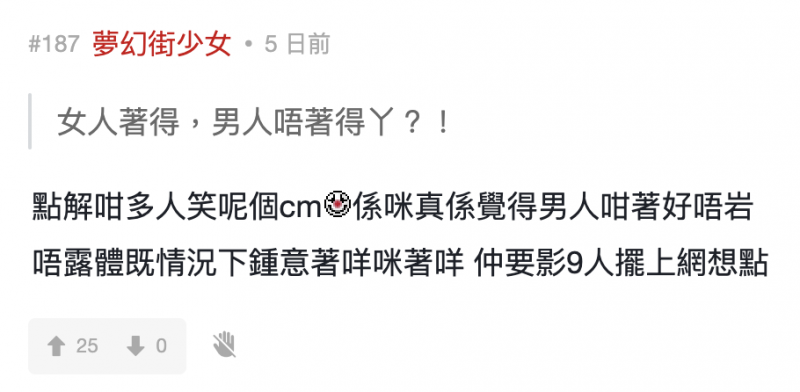 #187 夢幻街少女 • 5 日前
女人著得，男人唔著得丫？！
點解咁多人笑呢個cm係咪真係覺得男人咁著好唔岩
唔露體既情況下鍾意著咩咪著咩 仲要影9人擺上網想點
25 0